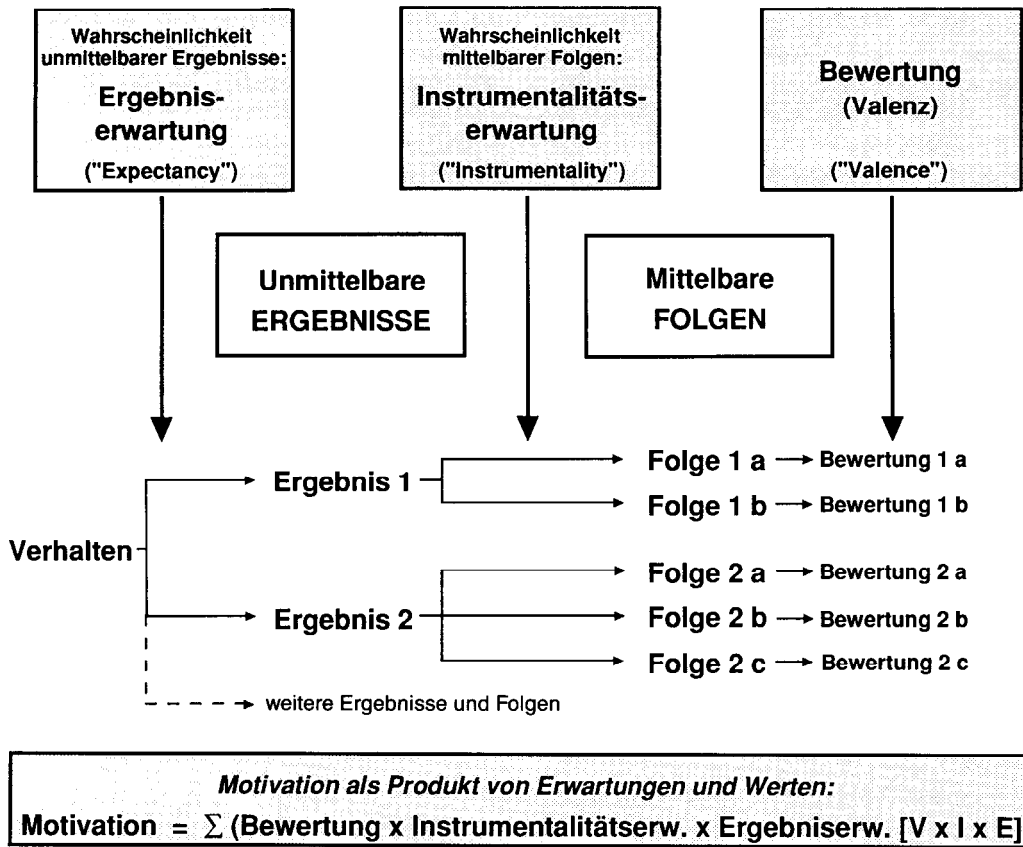 Wahrscheinlichkeit
unmittelbarer Ergebnisse:
Ergebnis-
erwartung
("Expectancy")
Wahrscheinlichkeit
mittelbarer Folgen:
Instrumentalitäts-
erwartung
("Instrumentality")
Bewertung
(Valenz)
("Valence")
Unmittelbare
ERGEBNISSE
Mittelbare
FOLGEN
Verhalten
Ergebnis 1
Folge 1 a
Bewertung 1 a
Folge 1 b
Bewertung 1 b
Ergebnis 2
Folge 2 a
Bewertung 2 a
Folge 2 b
Bewertung 2 b
Folge 2 c
Bewertung 2 c
weitere Ergebnisse und Folgen
Motivation als Produkt von Erwartungen und Werten:
Motivation = ∑ (Bewertung x Instrumentalitätserw. x Ergebniserw. [V x I x E]